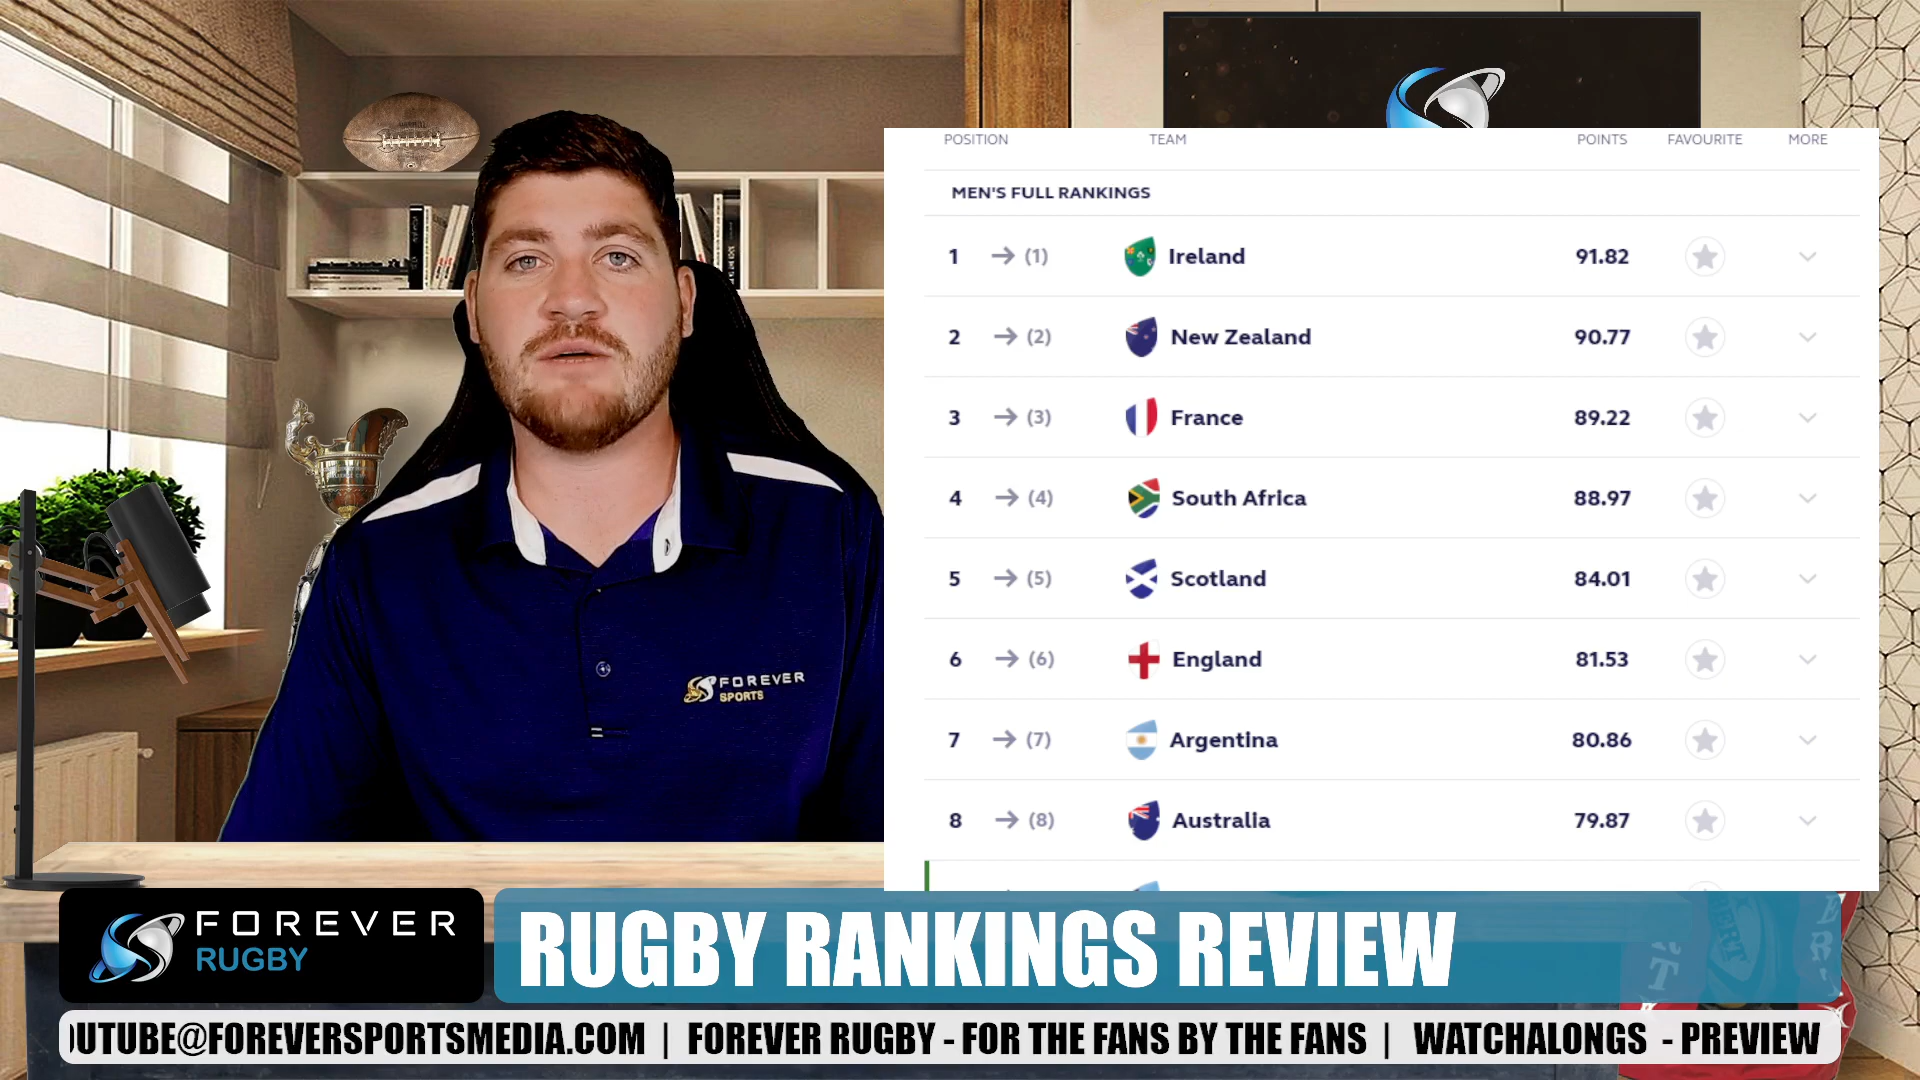 POSITION TEAM POINTS FAVOURITE MORE
MEN'S FULL RANKINGS
1 → (1) Ireland 91.82
2 → (2) New Zealand 90.77
3 → (3) France 89.22
4 → (4) South Africa 88.97
5 → (5) Scotland 84.01
6 → (6) England 81.53
7 → (7) Argentina 80.86
8 → (8) Australia 79.87
FOREVER
SPORTS
FOREVER
RUGBY
RUGBY RANKINGS REVIEW
OUTUBE@FOREVERSPORTSMEDIA.COM | FOREVER RUGBY - FOR THE FANS BY THE FANS | WATCHALONGS - PREVIEW